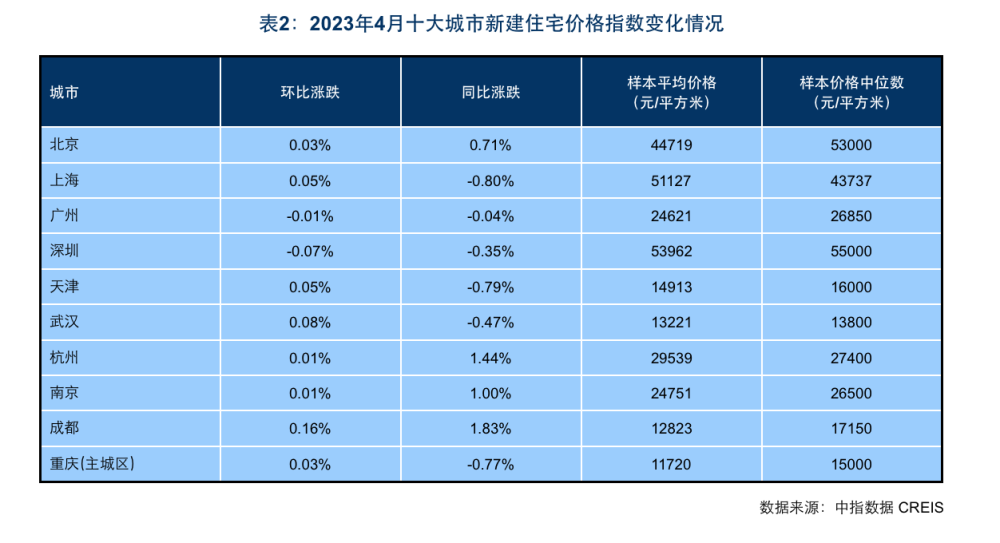 表2：2023年4月十大城市新建住宅价格指数变化情况
城市 环比涨跌 同比涨跌 样本平均价格 样本价格中位数
（元/平方米） （元/平方米）
北京 0.03% 0.71% 44719 53000
上海 0.05% -0.80% 51127 43737
广州 -0.01% -0.04% 24621 26850
深圳 -0.07% -0.35% 53962 55000
天津 0.05% -0.79% 14913 16000
武汉 0.08% -0.47% 13221 13800
杭州 0.01% 1.44% 29539 27400
南京 0.01% 1.00% 24751 26500
成都 0.16% 1.83% 12823 17150
重庆(主城区) 0.03% -0.77% 11720 15000
数据来源：中指数据 CREIS